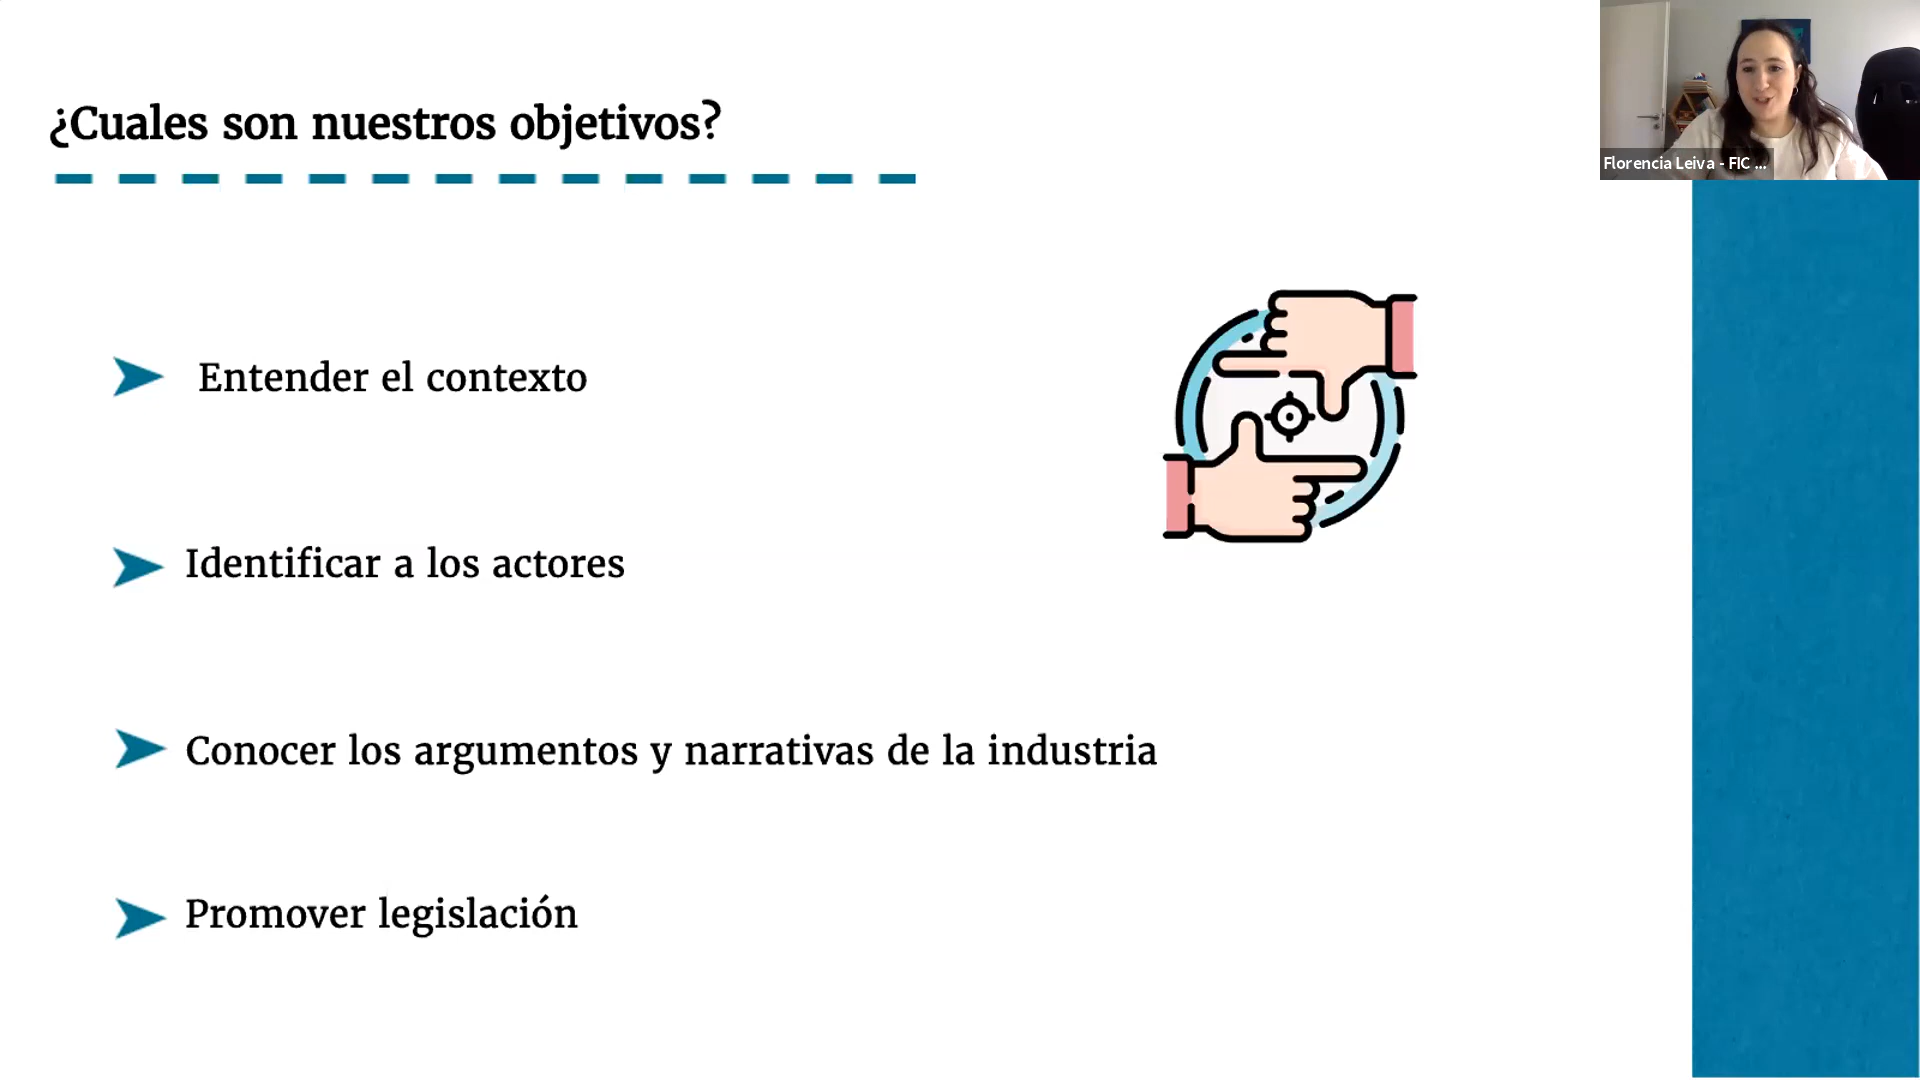 ¿Cuales son nuestros objetivos?
Florencia Leiva - FIC ...
Entender el contexto
Identificar a los actores
Conocer los argumentos y narrativas de la industria
Promover legislación